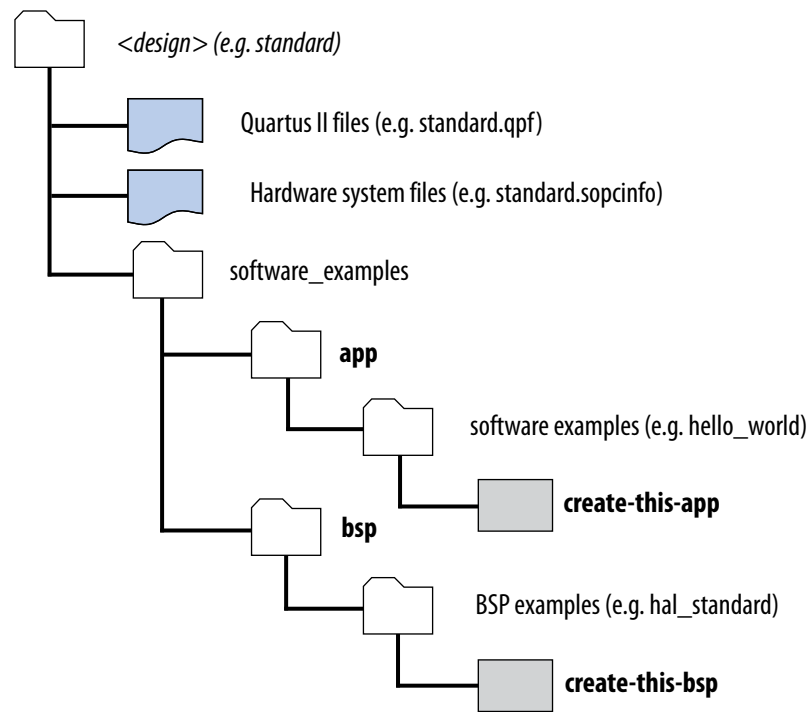 <design> (e.g. standard)
Quartus II files (e.g. standard.qpf)
Hardware system files (e.g. standard.sopcinfo)
software_examples
app
software examples (e.g. hello_world)
create-this-app
bsp
BSP examples (e.g. hal_standard)
create-this-bsp